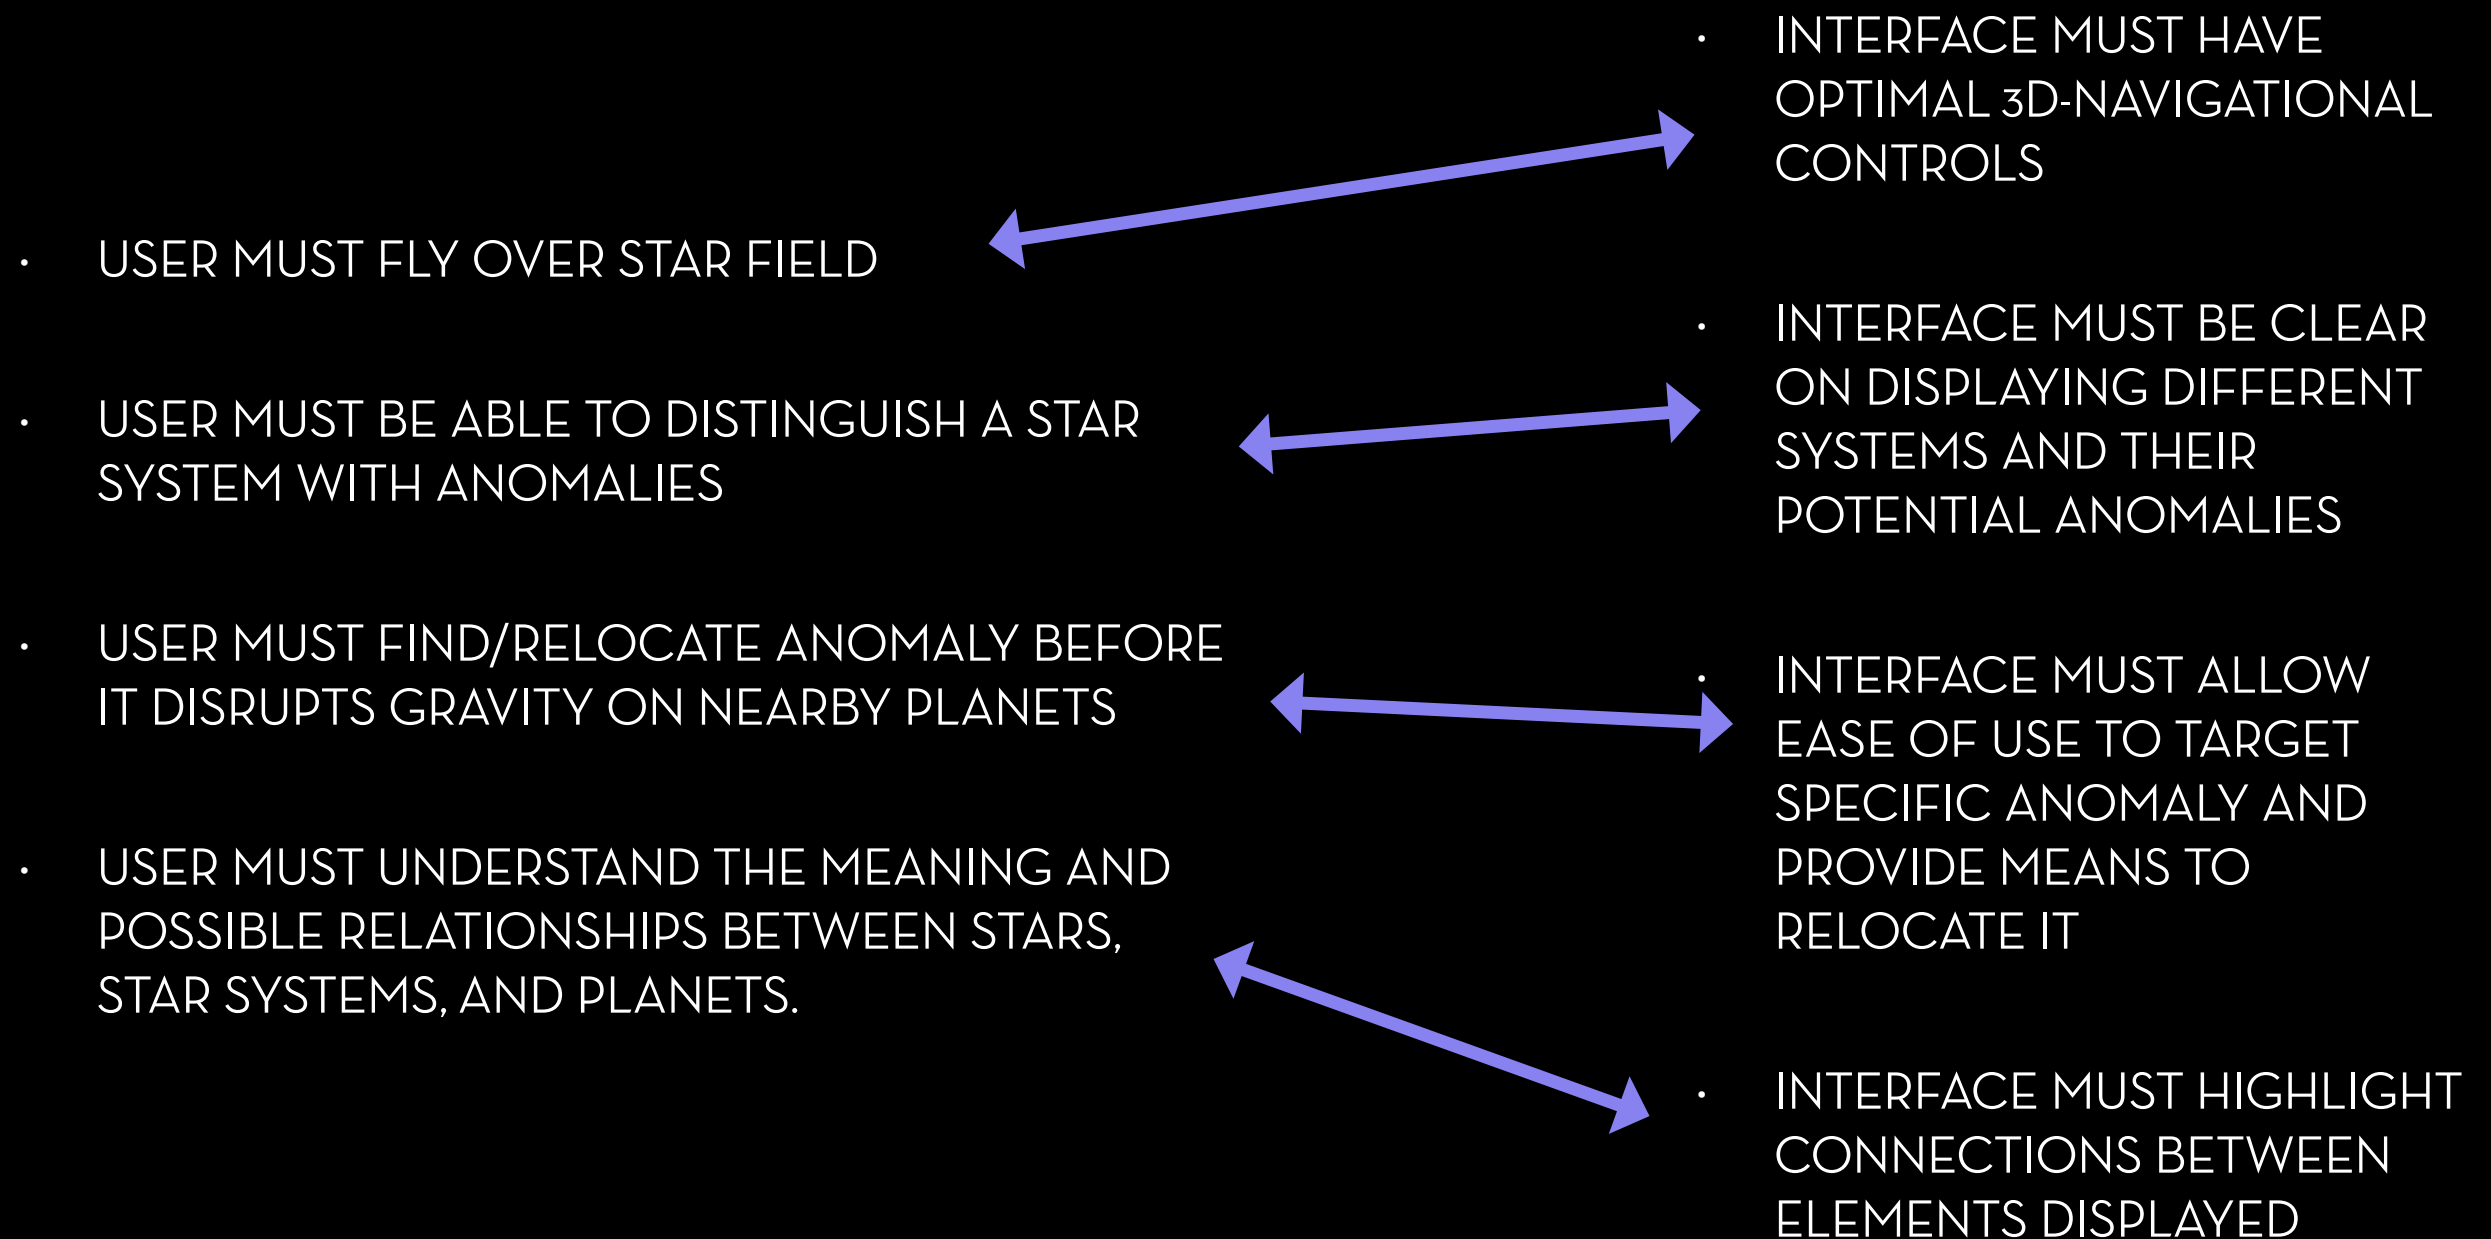 · USER MUST FLY OVER STAR FIELD
· USER MUST BE ABLE TO DISTINGUISH A STAR
SYSTEM WITH ANOMALIES
· USER MUST FIND/RELOCATE ANOMALY BEFORE
IT DISRUPTS GRAVITY ON NEARBY PLANETS
· USER MUST UNDERSTAND THE MEANING AND
POSSIBLE RELATIONSHIPS BETWEEN STARS,
STAR SYSTEMS, AND PLANETS.
· INTERFACE MUST HAVE
OPTIMAL 3D-NAVIGATIONAL
CONTROLS
· INTERFACE MUST BE CLEAR
ON DISPLAYING DIFFERENT
SYSTEMS AND THEIR
POTENTIAL ANOMALIES
· INTERFACE MUST ALLOW
EASE OF USE TO TARGET
SPECIFIC ANOMALY AND
PROVIDE MEANS TO
RELOCATE IT
· INTERFACE MUST HIGHLIGHT
CONNECTIONS BETWEEN
ELEMENTS DISPLAYED